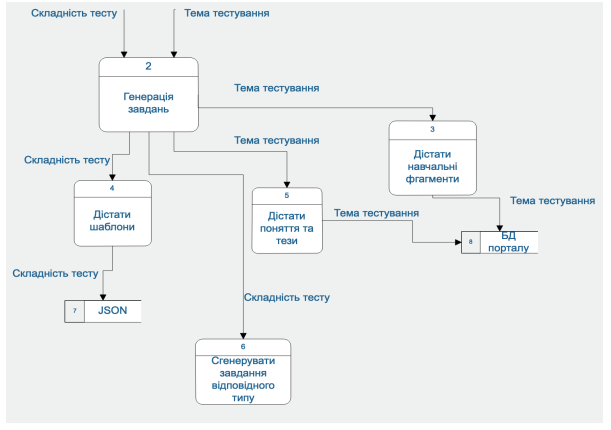 Складність тесту
Тема тестування
2
Генерація
завдань
Тема тестування
3
Дістати
навчальні
фрагменти
Тема тестування
Складність тесту
4
Дістати
шаблони
5
Дістати
поняття та
тези
Тема тестування
Тема тестування
8
БД
порталу
Складність тесту
7
JSON
Складність тесту
6
Сгенерувати
завдання
відповідного
типу